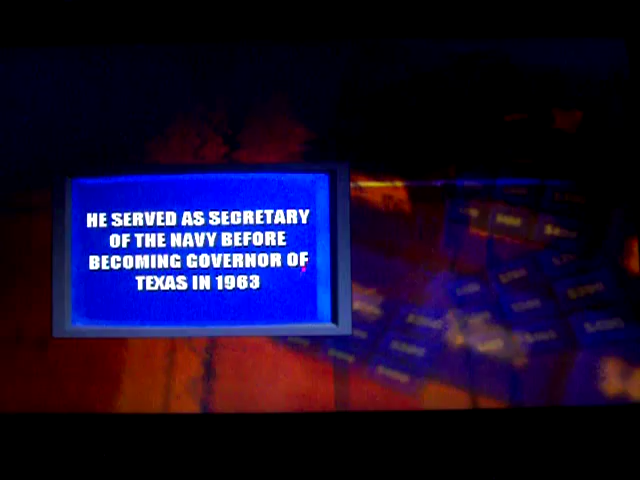 HE SERVED AS SECRETARY
OF THE NAVY BEFORE
BECOMING GOVERNOR OF
TEXAS IN 1963